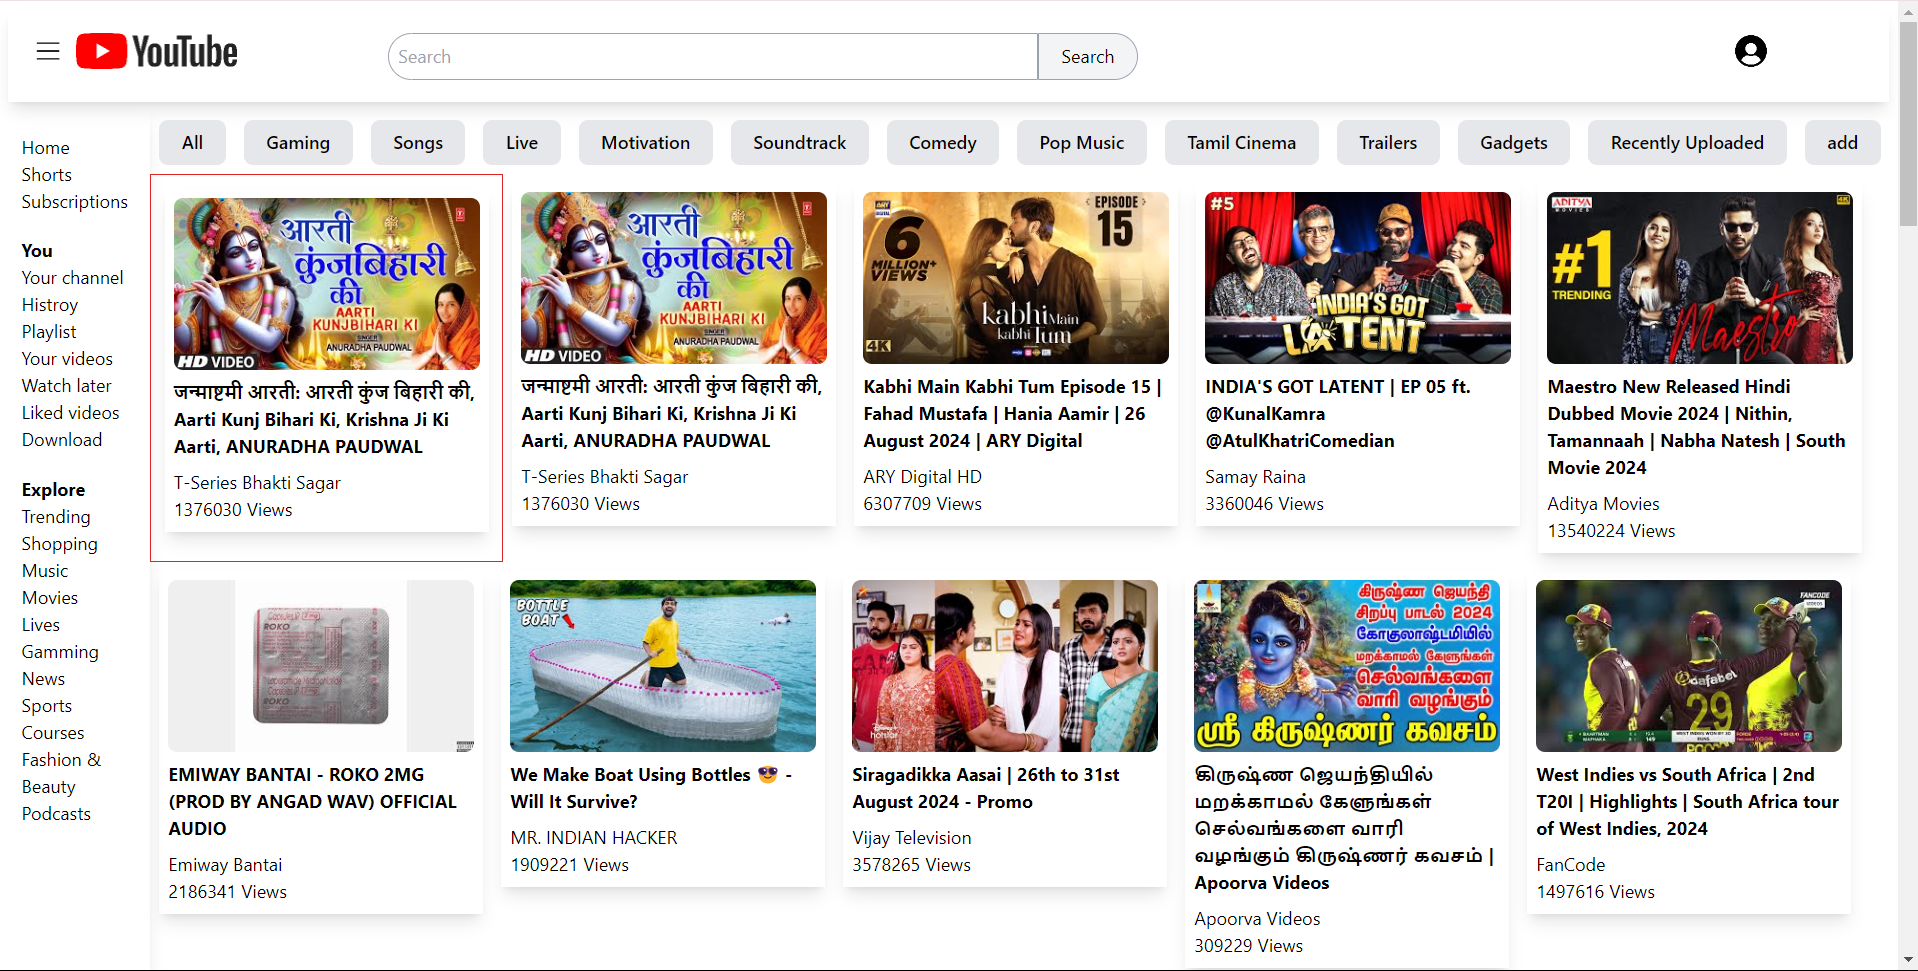 YouTube
Search
Search
All
Gaming
Songs
Live
Motivation
Soundtrack
Comedy
Pop Music
Tamil Cinema
Trailers
Gadgets
Recently Uploaded
add
Home
Shorts
Subscriptions
You
Your channel
Histroy
Playlist
Your videos
Watch later
Liked videos
Download
Explore
Trending
Shopping
Music
Movies
Lives
Gamming
News
Sports
Courses
Fashion &
Beauty
Podcasts
आरती
कुंजबिहारी
की
AARTI
KUNJBIHARI KI
SINGER
ANURADHA PAUDWAL
HD VIDEO
जन्माष्टमी आरती: आरती कुंज बिहारी की,
Aarti Kunj Bihari Ki, Krishna Ji Ki
Aarti, ANURADHA PAUDWAL
T-Series Bhakti Sagar
1376030 Views
आरती
कुंजबिहारी
की
AARTI
KUNJBIHARI KI
SINGER
ANURADHA PAUDWAL
HD VIDEO
जन्माष्टमी आरती: आरती कुंज बिहारी की,
Aarti Kunj Bihari Ki, Krishna Ji Ki
Aarti, ANURADHA PAUDWAL
T-Series Bhakti Sagar
1376030 Views
ARY
DIGITAL
EPISODE
15
6
MILLION+
VIEWS
kabhi Main
kabhi Tum
4K
Kabhi Main Kabhi Tum Episode 15 |
Fahad Mustafa | Hania Aamir | 26
August 2024 | ARY Digital
ARY Digital HD
6307709 Views
#5
INDIA'S GOT
LATENT
INDIA'S GOT LATENT | EP 05 ft.
@KunalKamra
@AtulKhatriComedian
Samay Raina
3360046 Views
ADITYA
MOVIES
4K
#1
TRENDING
Maestro
Maestro New Released Hindi
Dubbed Movie 2024 | Nithin,
Tamannaah | Nabha Natesh | South
Movie 2024
Aditya Movies
13540224 Views
Capsules IP
ROKO
Loperamide Hydrochloride
Capsules IP
ROKO
EMIWAY BANTAI - ROKO 2MG
(PROD BY ANGAD WAV) OFFICIAL
AUDIO
Emiway Bantai
2186341 Views
BOTTLE
BOAT
We Make Boat Using Bottles 😎 -
Will It Survive?
MR. INDIAN HACKER
1909221 Views
hotstar
Siragadikka Aasai | 26th to 31st
August 2024 - Promo
Vijay Television
3578265 Views
கிருஷ்ண ஜெயந்தி
சிறப்பு பாடல் 2024
கோகுலாஷ்டமியில்
மறக்காமல் கேளுங்கள்
செல்வங்களை
வாரி வழங்கும்
ஸ்ரீ கிருஷ்ணர் கவசம்
கிருஷ்ண ஜெயந்தியில்
மறக்காமல் கேளுங்கள்
செல்வங்களை வாரி
வழங்கும் கிருஷ்ணர் கவசம் |
Apoorva Videos
Apoorva Videos
309229 Views
FANCODE
dafabet
29
West Indies vs South Africa | 2nd
T20I | Highlights | South Africa tour
of West Indies, 2024
FanCode
1497616 Views